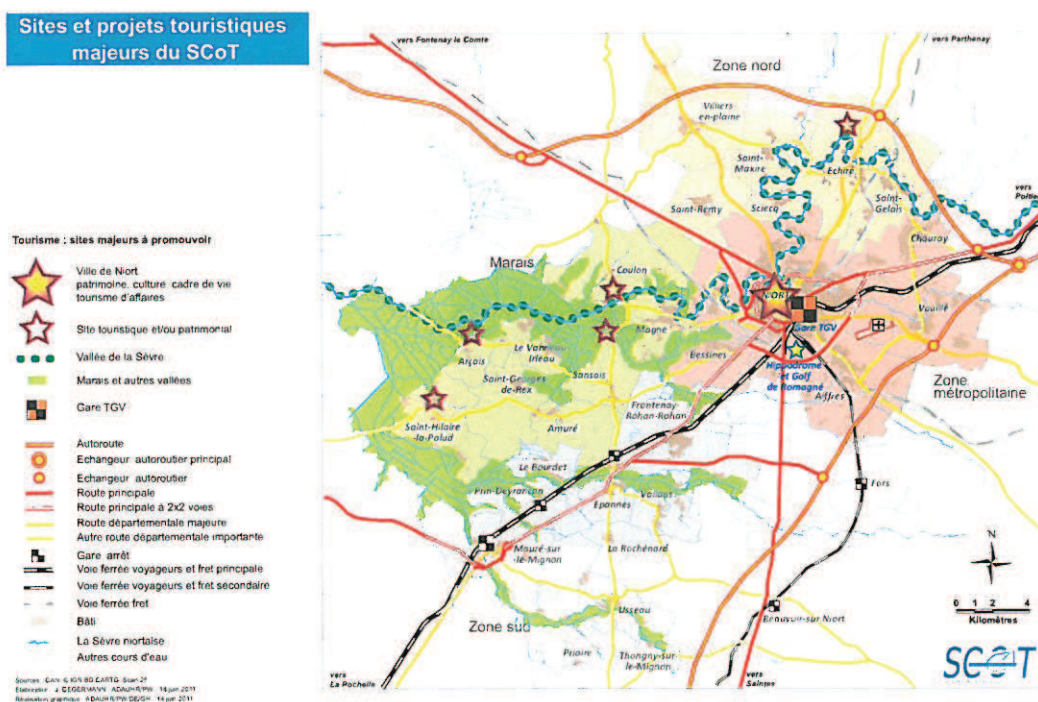 Sites et projets touristiques
majeurs du SCoT
Tourisme : sites majeurs à promouvoir
Ville de Niort
patrimoine, culture cadre de vie
tourisme d'affaires
Site touristique et/ou patrimonial
Vallée de la Sèvre
Marais et autres vallées
Gare TGV
Autoroute
Echangeur autoroutier principal
Echangeur autoroutier
Route principale
Route principale à 2x2 voies
Route départementale majeure
Autre route départementale importante
Gare arrêt
Voie ferrée voyageurs et fret principale
Voie ferrée voyageurs et fret secondaire
Voie ferrée fret
Bâti
La Sèvre niortaise
Autres cours d'eau
vers Fontenay le Comte
vers Parthenay
Zone nord
Villiers
en-plaine
Saint-
Maxire
Echiré
Saint-Remy
Sciecq
Saint-
Gelais
vers
Chauray
Marais
Coulon
Gare TGV
Vouillé
Magné
Arçais
Bessines
Hippodrome
et Golf
de Romagné
Sansais
Saint-Georges
de-Rex
Zone
métropolitaine
Aiffres
Frontenay
Rohan-Rohan
Saint-Hilaire
-la-Palud
Amuré
Le Bourdet
Prin-Deyrançon
Fors
Vallans
Epannes
La Rochénard
Mauzé-sur
-le-Mignon
N
Usseau
Zone sud
Priaire
Thorigny-sur
-le-Mignon
0 1 2 4
Kilomètres
SCOT
vers
La Rochelle
vers
Saintes